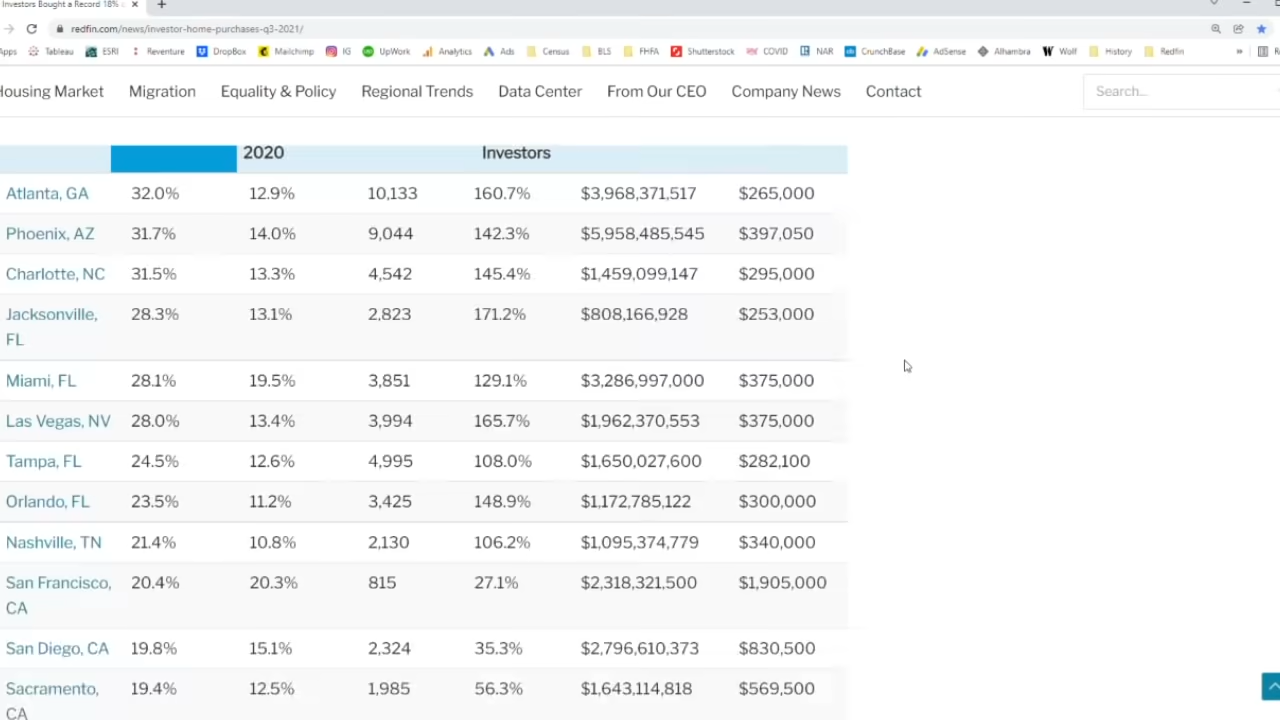 Investors Bought a Record 18%
redfin.com/news/investor-home-purchases-q3-2021/
Apps Tableau ESRI Reventure DropBox Mailchimp IG UpWork Analytics Ads Census BLS FHFA Shutterstock COVID NAR CrunchBase AdSense Alhambra Wolf History Redfin »
Housing Market Migration Equality & Policy Regional Trends Data Center From Our CEO Company News Contact Search...
2020 Investors
Atlanta, GA 32.0% 12.9% 10,133 160.7% $3,968,371,517 $265,000
Phoenix, AZ 31.7% 14.0% 9,044 142.3% $5,958,485,545 $397,050
Charlotte, NC 31.5% 13.3% 4,542 145.4% $1,459,099,147 $295,000
Jacksonville, 28.3% 13.1% 2,823 171.2% $808,166,928 $253,000
FL
Miami, FL 28.1% 19.5% 3,851 129.1% $3,286,997,000 $375,000
Las Vegas, NV 28.0% 13.4% 3,994 165.7% $1,962,370,553 $375,000
Tampa, FL 24.5% 12.6% 4,995 108.0% $1,650,027,600 $282,100
Orlando, FL 23.5% 11.2% 3,425 148.9% $1,172,785,122 $300,000
Nashville, TN 21.4% 10.8% 2,130 106.2% $1,095,374,779 $340,000
San Francisco, 20.4% 20.3% 815 27.1% $2,318,321,500 $1,905,000
CA
San Diego, CA 19.8% 15.1% 2,324 35.3% $2,796,610,373 $830,500
Sacramento, 19.4% 12.5% 1,985 56.3% $1,643,114,818 $569,500
CA